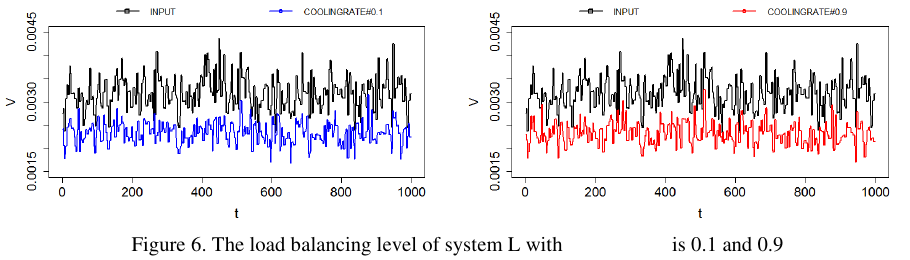 INPUT COOLINGRATE#0.1
0.0045
0.0030
0.0015
V
0 200 400 600 800 1000
t
INPUT COOLINGRATE#0.9
0.0045
0.0030
0.0015
V
0 200 400 600 800 1000
t
Figure 6. The load balancing level of system L with is 0.1 and 0.9